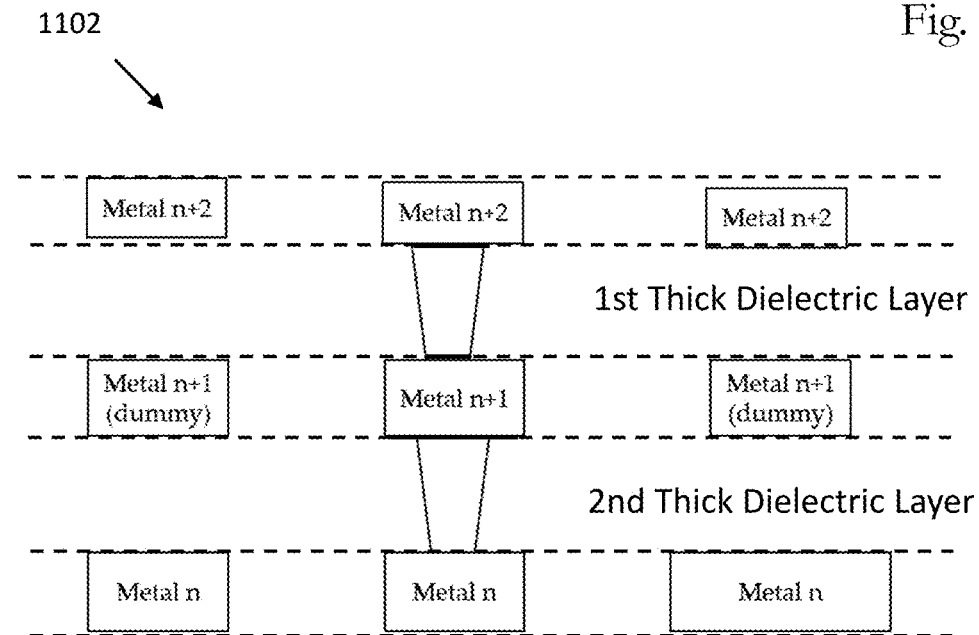 1102
Fig.
Metal n+2
Metal n+2
Metal n+2
1st Thick Dielectric Layer
Metal n+1
(dummy)
Metal n+1
Metal n+1
(dummy)
2nd Thick Dielectric Layer
Metal n
Metal n
Metal n